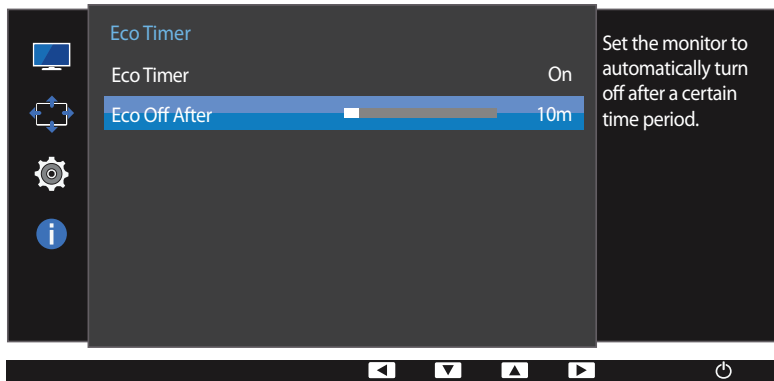 Eco Timer
Eco Timer On
Eco Off After 10m
Set the monitor to
automatically turn
off after a certain
time period.